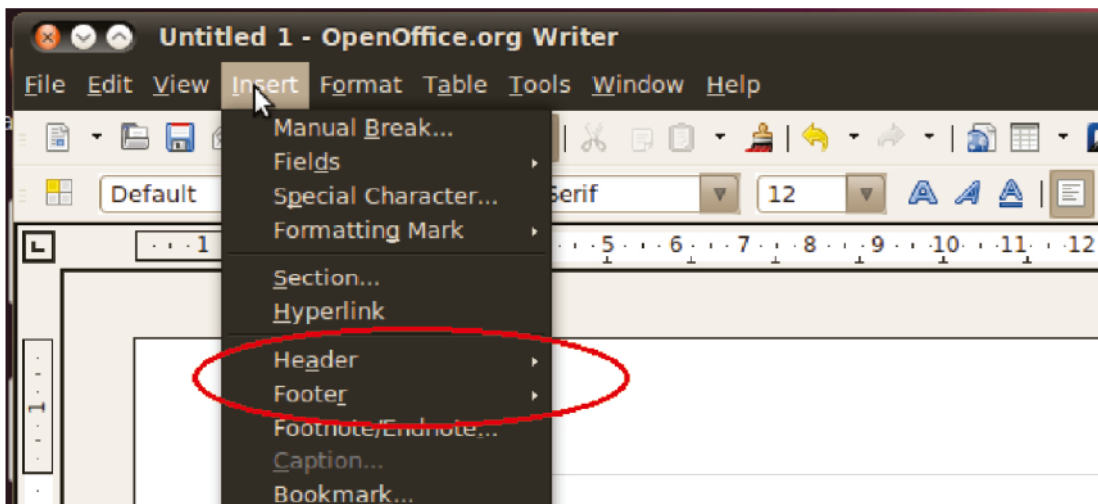 Untitled 1 - OpenOffice.org Writer
File Edit View Insert Format Table Tools Window Help
Manual Break...
Fields
Default
Special Character...
Serif
12
Formatting Mark
1 5 6 7 8 9 10 11 12
Section...
Hyperlink
Header
Footer
1
Footnote/Endnote...
Caption...
Bookmark...